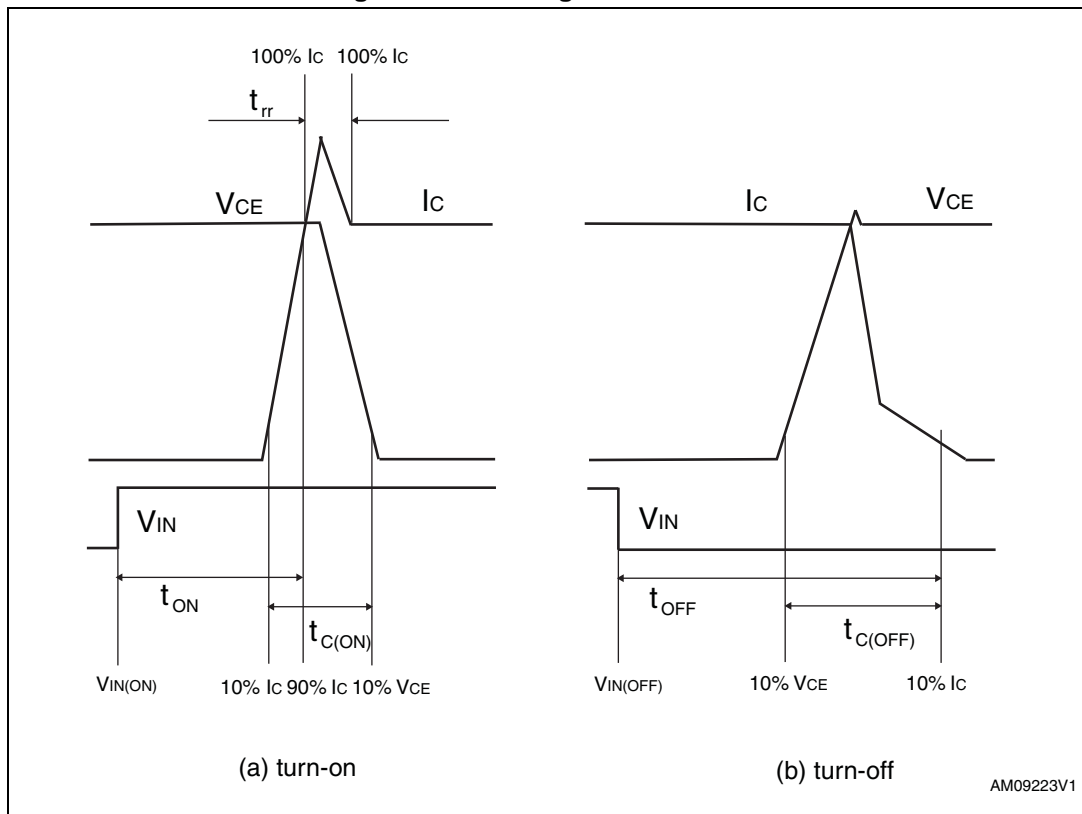 100% IC 100% IC
trr
VCE IC
IC VCE
VIN
VIN
tON
tOFF
tC(ON)
tC(OFF)
VIN(ON) 10% IC 90% IC 10% VCE
VIN(OFF) 10% VCE 10% IC
(a) turn-on
(b) turn-off
AM09223V1